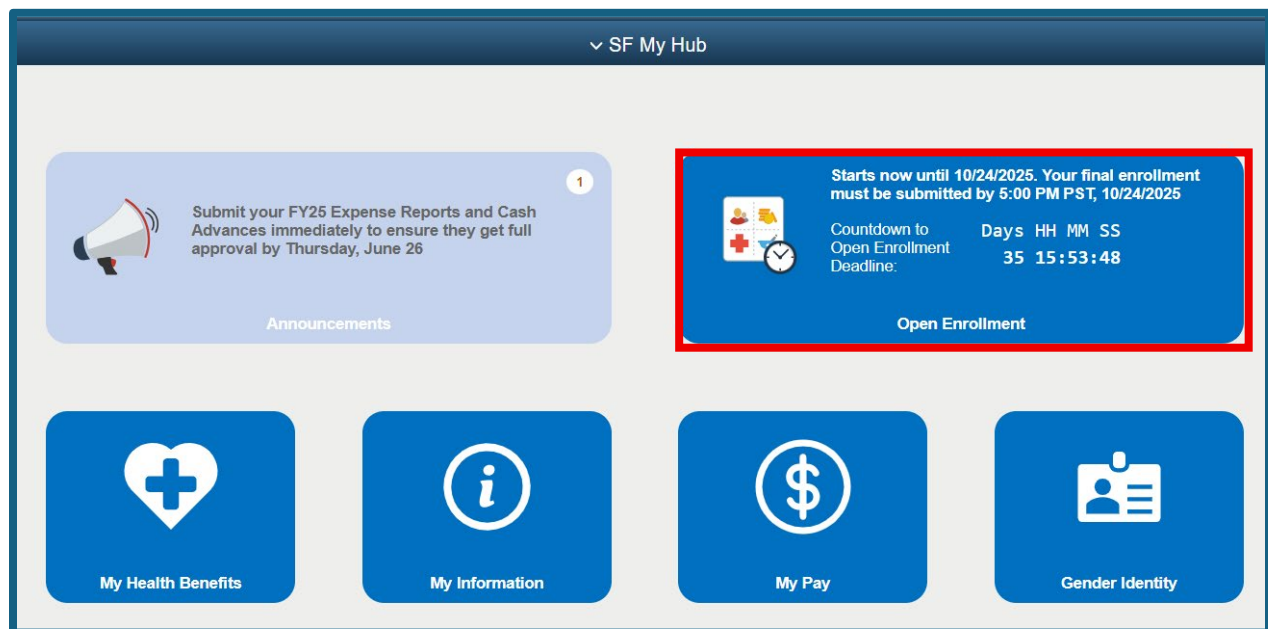 SF My Hub
1
Submit your FY25 Expense Reports and Cash
Advances immediately to ensure they get full
approval by Thursday, June 26
Announcements
Starts now until 10/24/2025. Your final enrollment
must be submitted by 5:00 PM PST, 10/24/2025
Countdown to
Open Enrollment
Deadline:
Days HH MM SS
35 15:53:48
Open Enrollment
My Health Benefits
My Information
My Pay
Gender Identity